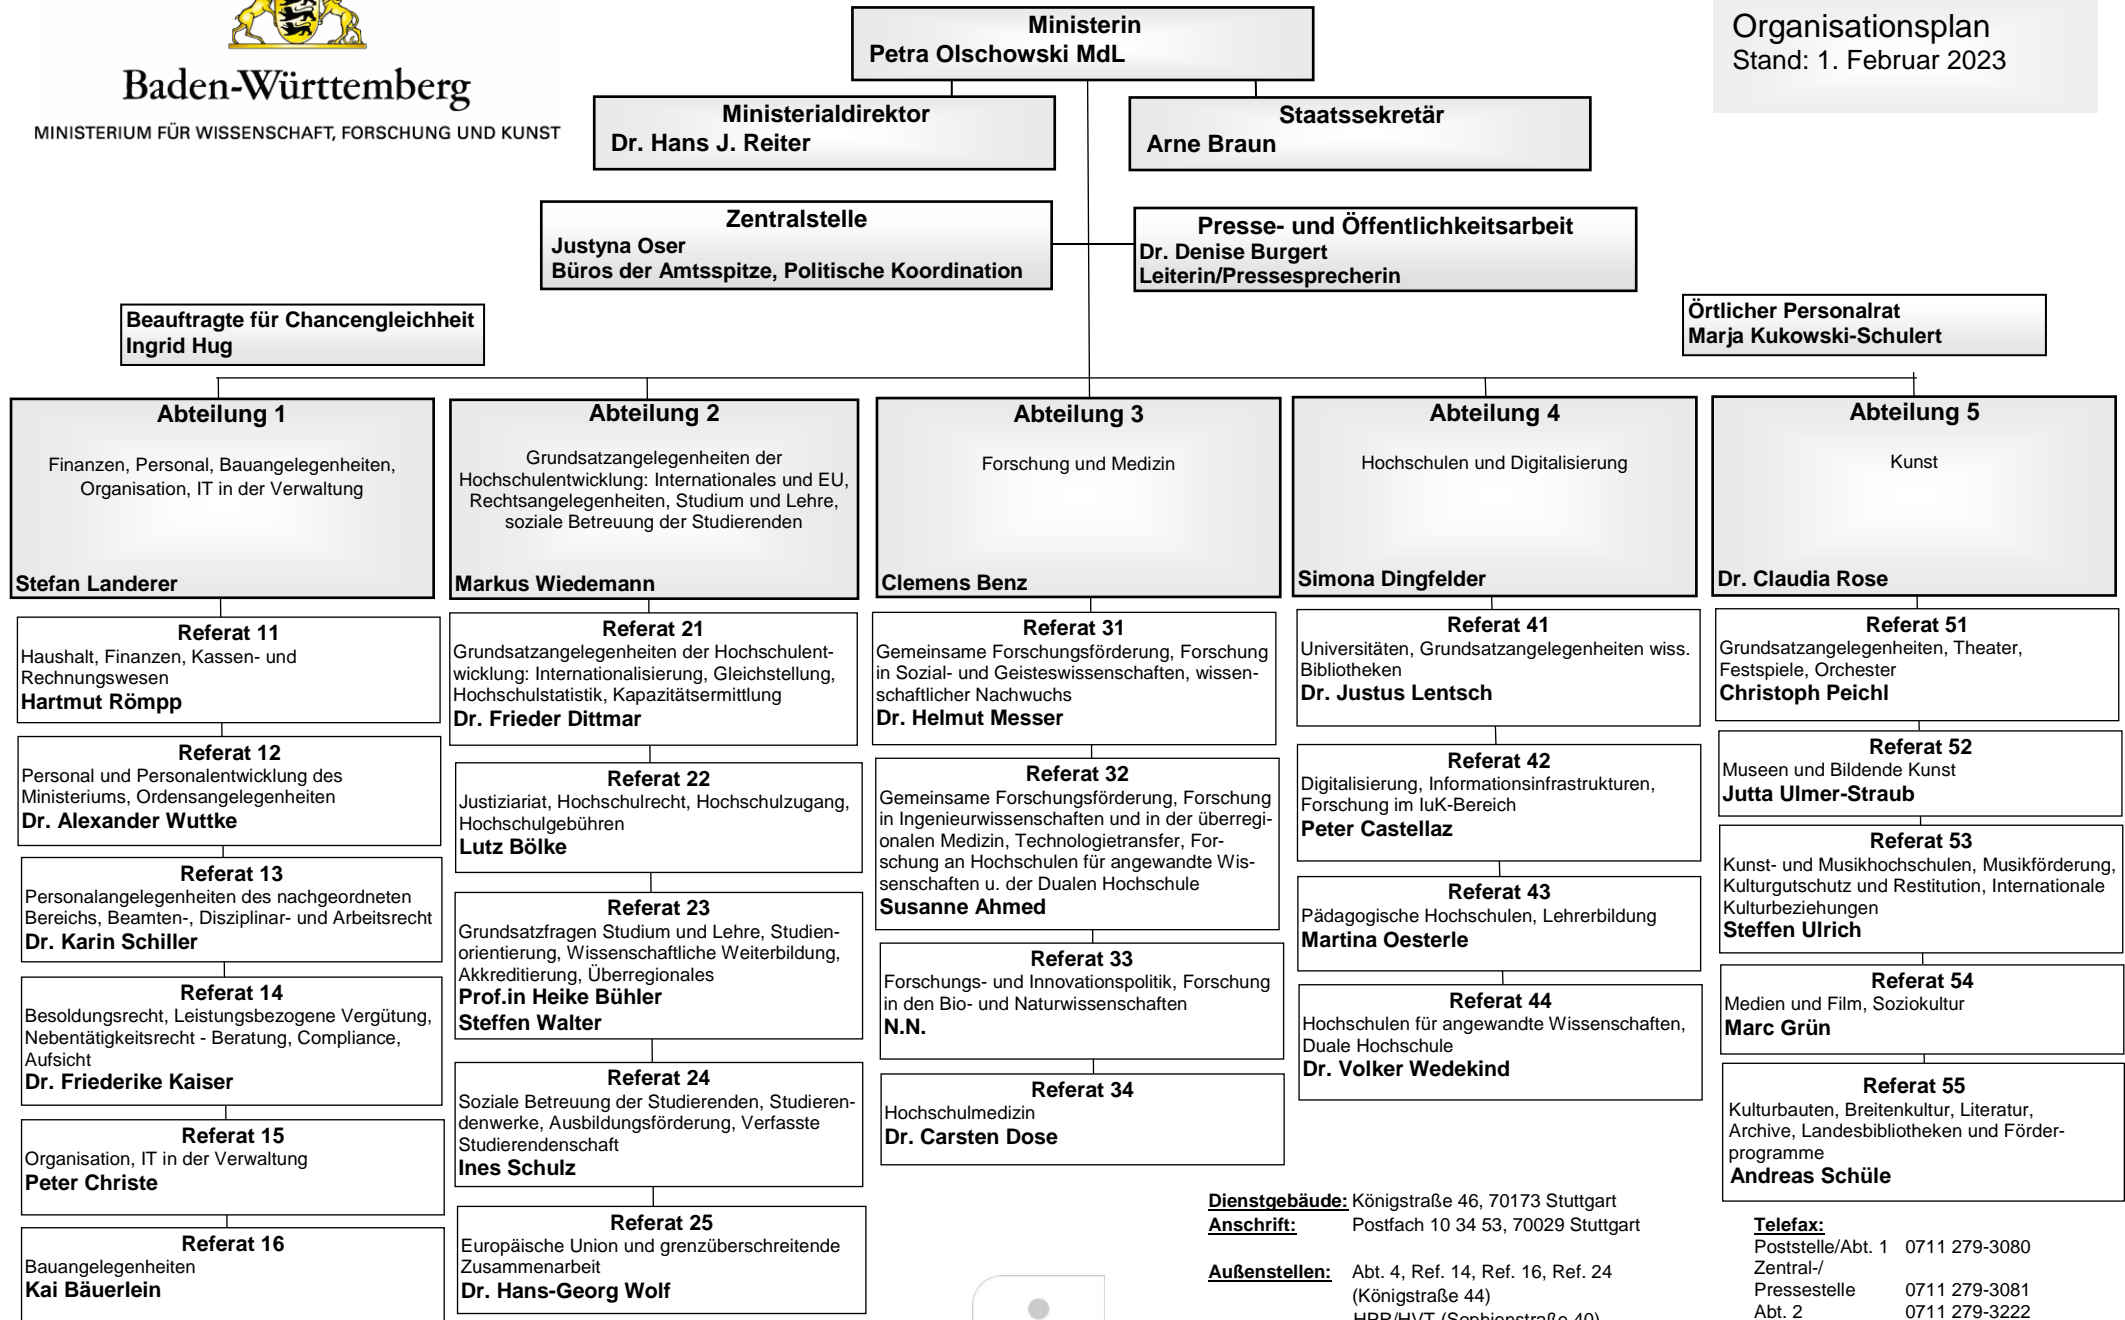 Baden-Württemberg
MINISTERIUM FÜR WISSENSCHAFT, FORSCHUNG UND KUNST
Ministerin
Petra Olschowski MdL
Organisationsplan
Stand: 1. Februar 2023
Ministerialdirektor
Dr. Hans J. Reiter
Staatssekretär
Arne Braun
Zentralstelle
Justyna Oser
Büros der Amtsspitze, Politische Koordination
Presse- und Öffentlichkeitsarbeit
Dr. Denise Burgert
Leiterin/Pressesprecherin
Beauftragte für Chancengleichheit
Ingrid Hug
Örtlicher Personalrat
Marja Kukowski-Schulert
Abteilung 1
Finanzen, Personal, Bauangelegenheiten,
Organisation, IT in der Verwaltung
Stefan Landerer
Referat 11
Haushalt, Finanzen, Kassen- und
Rechnungswesen
Hartmut Römpp
Referat 12
Personal und Personalentwicklung des
Ministeriums, Ordensangelegenheiten
Dr. Alexander Wuttke
Referat 13
Personalangelegenheiten des nachgeordneten
Bereichs, Beamten-, Disziplinar- und Arbeitsrecht
Dr. Karin Schiller
Referat 14
Besoldungsrecht, Leistungsbezogene Vergütung,
Nebentätigkeitsrecht - Beratung, Compliance,
Aufsicht
Dr. Friederike Kaiser
Referat 15
Organisation, IT in der Verwaltung
Peter Christe
Referat 16
Bauangelegenheiten
Kai Bäuerlein
Abteilung 2
Grundsatzangelegenheiten der
Hochschulentwicklung: Internationales und EU,
Rechtsangelegenheiten, Studium und Lehre,
soziale Betreuung der Studierenden
Markus Wiedemann
Referat 21
Grundsatzangelegenheiten der Hochschulent-
wicklung: Internationalisierung, Gleichstellung,
Hochschulstatistik, Kapazitätsermittlung
Dr. Frieder Dittmar
Referat 22
Justiziariat, Hochschulrecht, Hochschulzugang,
Hochschulgebühren
Lutz Bölke
Referat 23
Grundsatzfragen Studium und Lehre, Studien-
orientierung, Wissenschaftliche Weiterbildung,
Akkreditierung, Überregionales
Prof.in Heike Bühler
Steffen Walter
Referat 24
Soziale Betreuung der Studierenden, Studieren-
denwerke, Ausbildungsförderung, Verfasste
Studierendenschaft
Ines Schulz
Referat 25
Europäische Union und grenzüberschreitende
Zusammenarbeit
Dr. Hans-Georg Wolf
Abteilung 3
Forschung und Medizin
Clemens Benz
Referat 31
Gemeinsame Forschungsförderung, Forschung
in Sozial- und Geisteswissenschaften, wissen-
schaftlicher Nachwuchs
Dr. Helmut Messer
Referat 32
Gemeinsame Forschungsförderung, Forschung
in Ingenieurwissenschaften und in der überregi-
onalen Medizin, Technologietransfer, For-
schung an Hochschulen für angewandte Wis-
senschaften u. der Dualen Hochschule
Susanne Ahmed
Referat 33
Forschungs- und Innovationspolitik, Forschung
in den Bio- und Naturwissenschaften
N.N.
Referat 34
Hochschulmedizin
Dr. Carsten Dose
Abteilung 4
Hochschulen und Digitalisierung
Simona Dingfelder
Referat 41
Universitäten, Grundsatzangelegenheiten wiss.
Bibliotheken
Dr. Justus Lentsch
Referat 42
Digitalisierung, Informationsinfrastrukturen,
Forschung im IuK-Bereich
Peter Castellaz
Referat 43
Pädagogische Hochschulen, Lehrerbildung
Martina Oesterle
Referat 44
Hochschulen für angewandte Wissenschaften,
Duale Hochschule
Dr. Volker Wedekind
Abteilung 5
Kunst
Dr. Claudia Rose
Referat 51
Grundsatzangelegenheiten, Theater,
Festspiele, Orchester
Christoph Peichl
Referat 52
Museen und Bildende Kunst
Jutta Ulmer-Straub
Referat 53
Kunst- und Musikhochschulen, Musikförderung,
Kulturgutschutz und Restitution, Internationale
Kulturbeziehungen
Steffen Ulrich
Referat 54
Medien und Film, Soziokultur
Marc Grün
Referat 55
Kulturbauten, Breitenkultur, Literatur,
Archive, Landesbibliotheken und Förder-
programme
Andreas Schüle
Dienstgebäude: Königstraße 46, 70173 Stuttgart
Anschrift: Postfach 10 34 53, 70029 Stuttgart
Außenstellen: Abt. 4, Ref. 14, Ref. 16, Ref. 24
(Königstraße 44)
HPR/HVT (Sophienstraße 40)
Telefax:
Poststelle/Abt. 1 0711 279-3080
Zentral-/
Pressestelle 0711 279-3081
Abt. 2 0711 279-3222